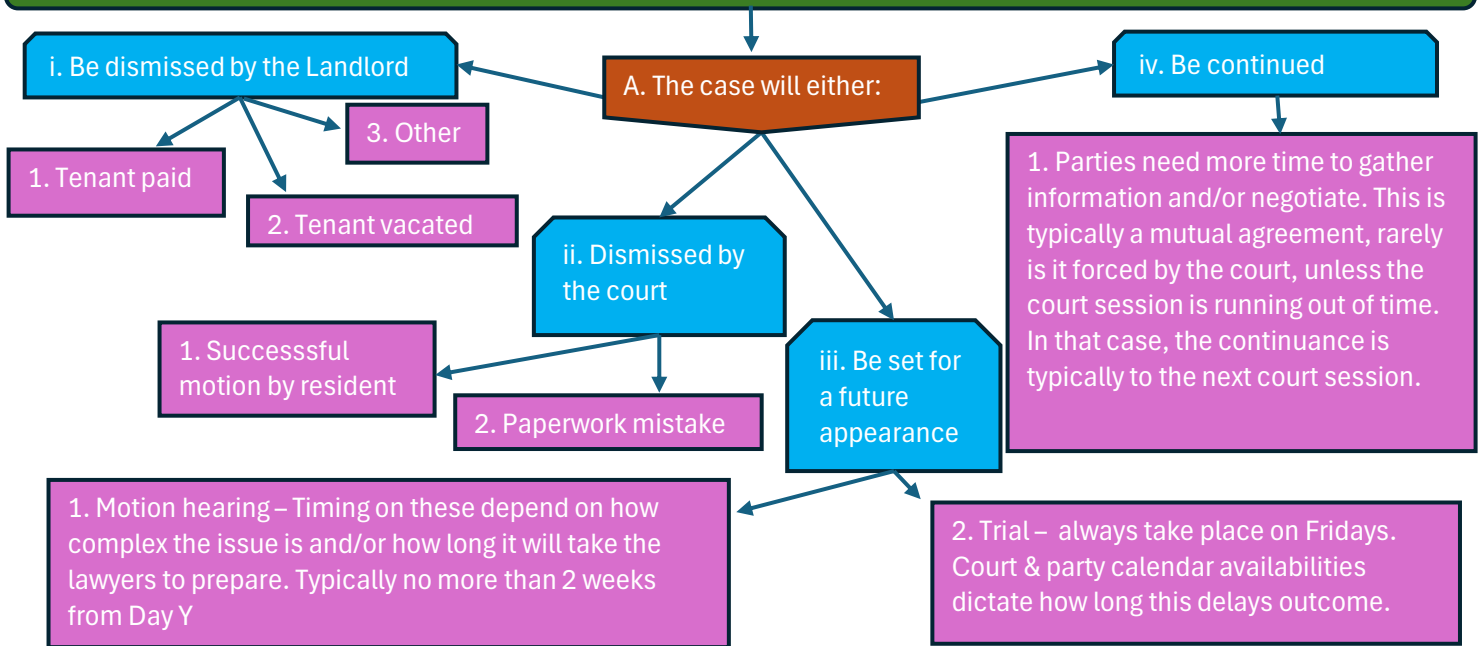 A. The case will either:
i. Be dismissed by the Landlord
1. Tenant paid
2. Tenant vacated
3. Other
ii. Dismissed by
the court
1. Successsful
motion by resident
2. Paperwork mistake
iii. Be set for
a future
appearance
1. Motion hearing – Timing on these depend on how
complex the issue is and/or how long it will take the
lawyers to prepare. Typically no more than 2 weeks
from Day Y
2. Trial –  always take place on Fridays.
Court & party calendar availabilities
dictate how long this delays outcome.
iv. Be continued
1. Parties need more time to gather
information and/or negotiate. This is
typically a mutual agreement, rarely
is it forced by the court, unless the
court session is running out of time.
In that case, the continuance is
typically to the next court session.